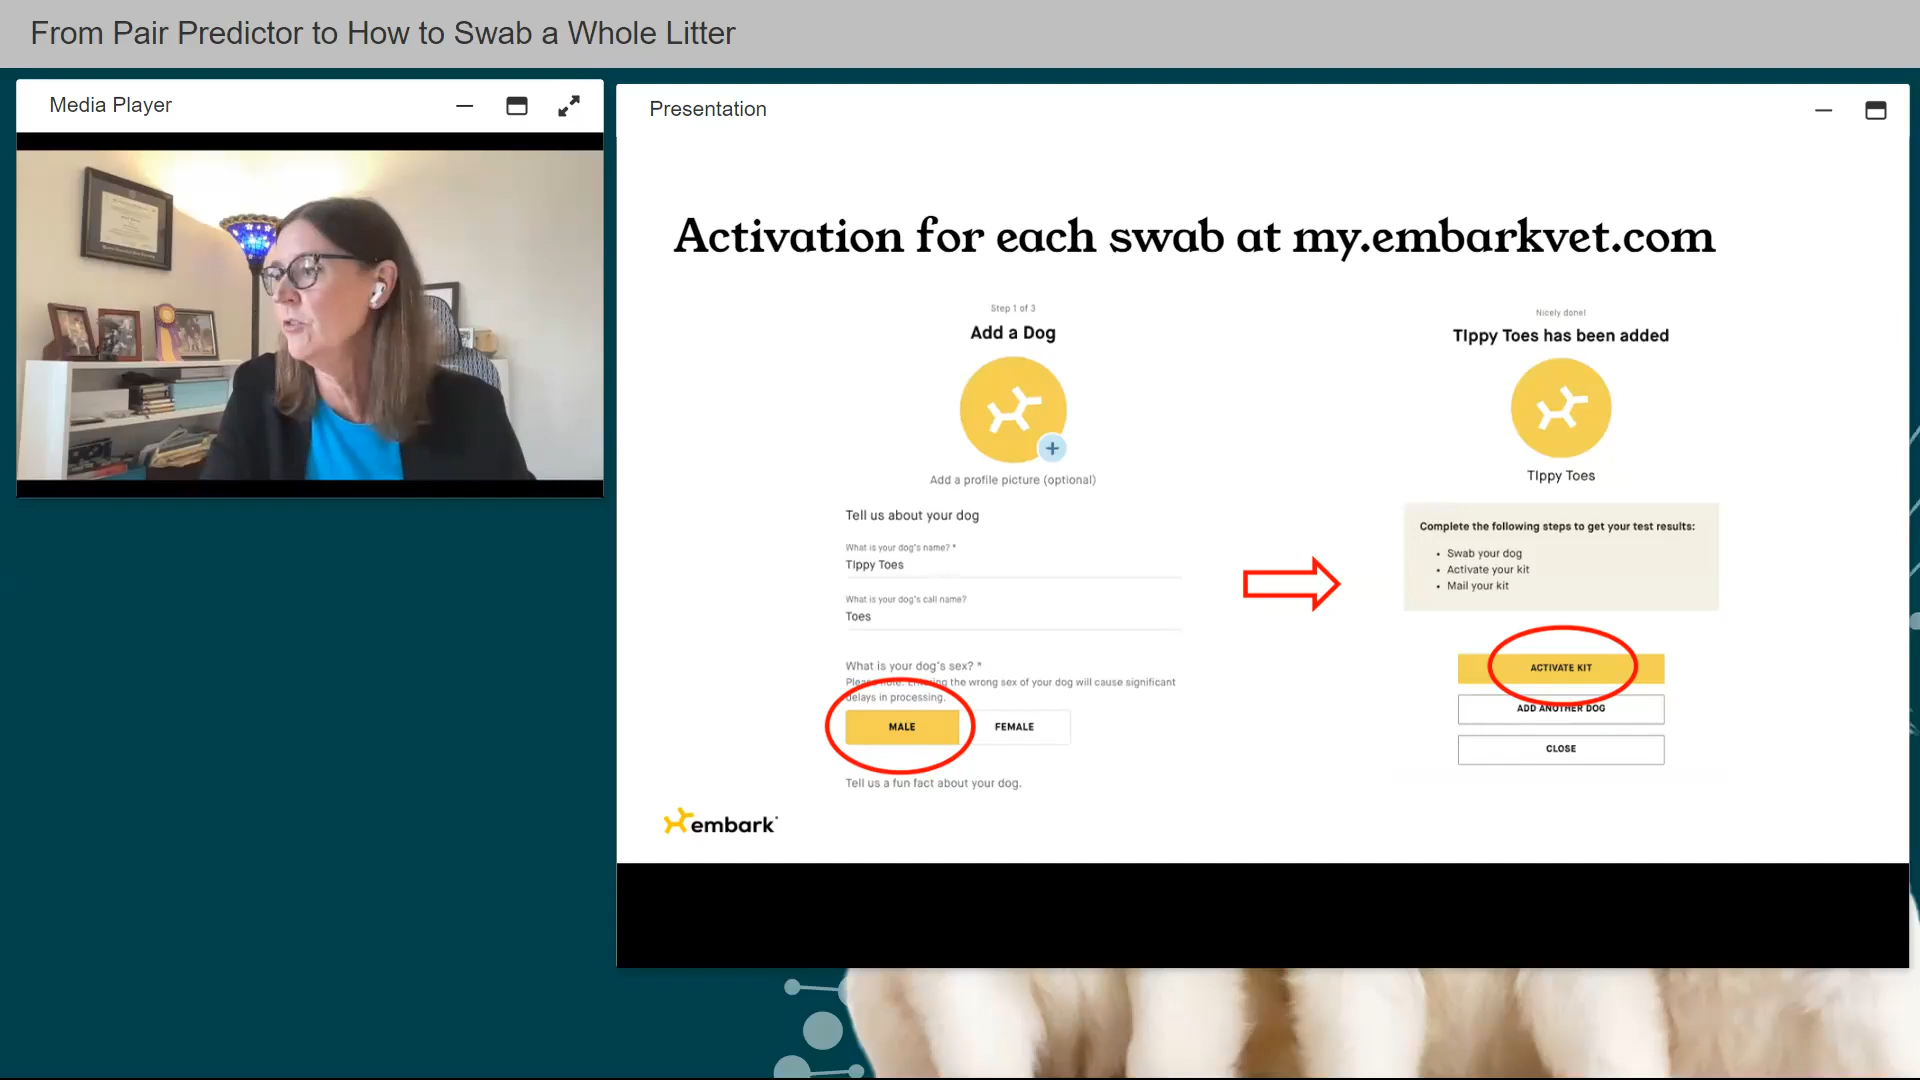 From Pair Predictor to How to Swab a Whole Litter
Media Player
Presentation
Activation for each swab at my.embarkvet.com
Step 1 of 3
Add a Dog
Add a profile picture (optional)
Tell us about your dog
What is your dog's name? *
TIppy Toes
What is your dog's call name?
Toes
What is your dog's sex? *
Please note: Entering the wrong sex of your dog will cause significant
delays in processing.
MALE
FEMALE
Tell us a fun fact about your dog.
Nicely done!
TIppy Toes has been added
TIppy Toes
Complete the following steps to get your test results:
• Swab your dog
• Activate your kit
• Mail your kit
ACTIVATE KIT
ADD ANOTHER DOG
CLOSE
embark